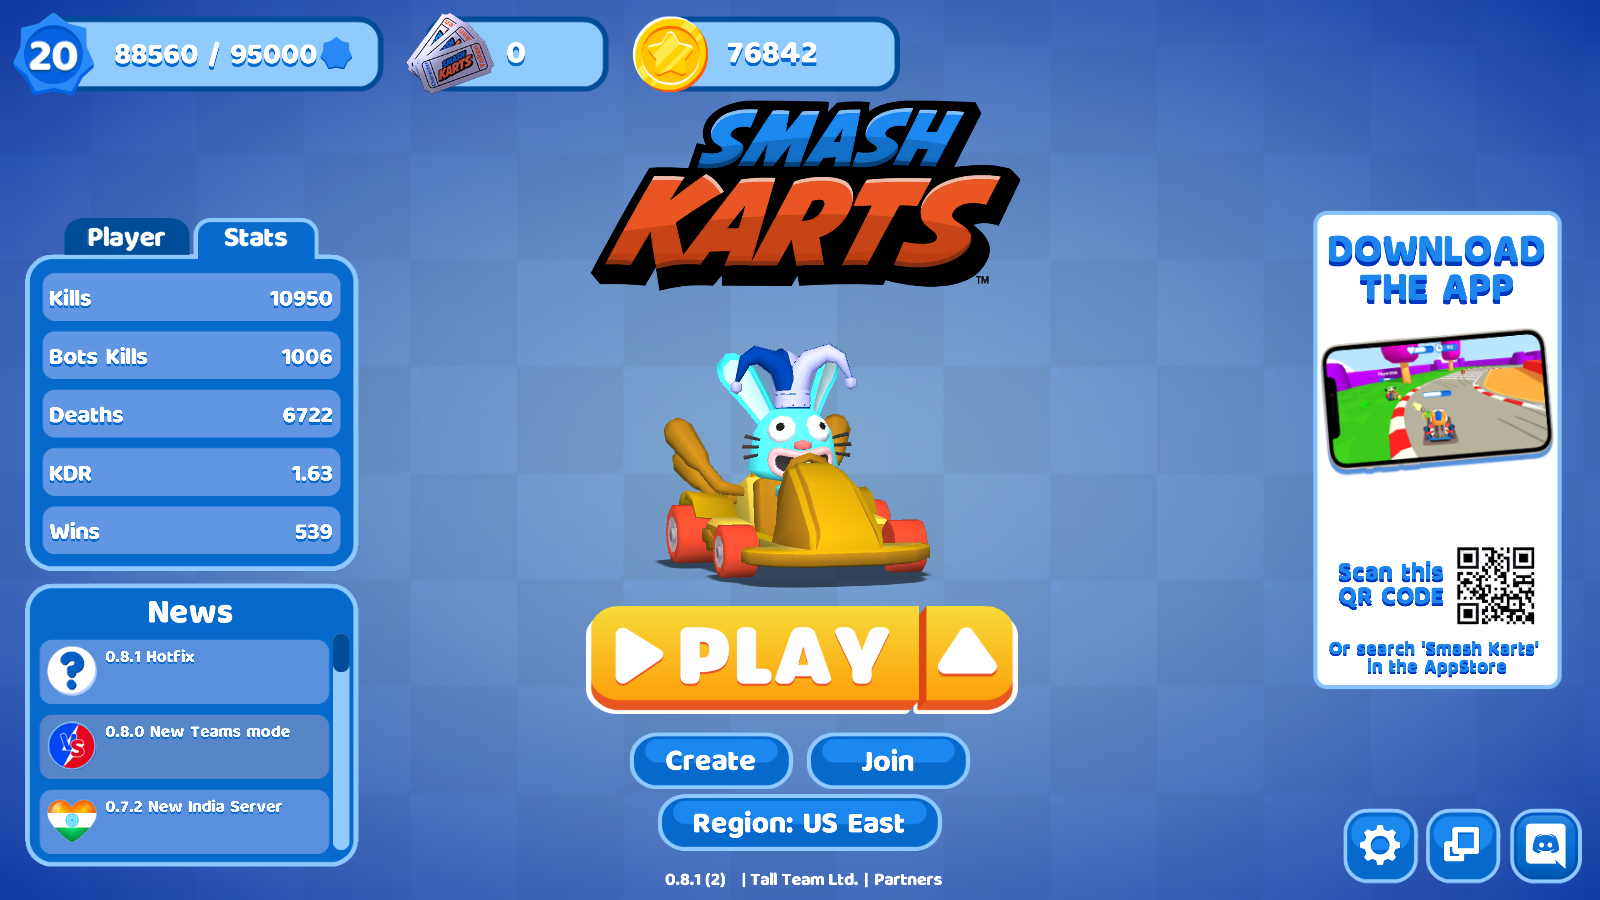 20
88560 / 95000
0
76842
SMASH
KARTS
TM
Player
Stats
Kills 10950
Bots Kills 1006
Deaths 6722
KDR 1.63
Wins 539
News
0.8.1 Hotfix
VS
0.8.0 New Teams mode
0.7.2 New India Server
PLAY
Create
Join
Region: US East
0.8.1 (2) | Tall Team Ltd. | Partners
DOWNLOAD
THE APP
Scan this
QR CODE
Or search 'Smash Karts'
in the AppStore